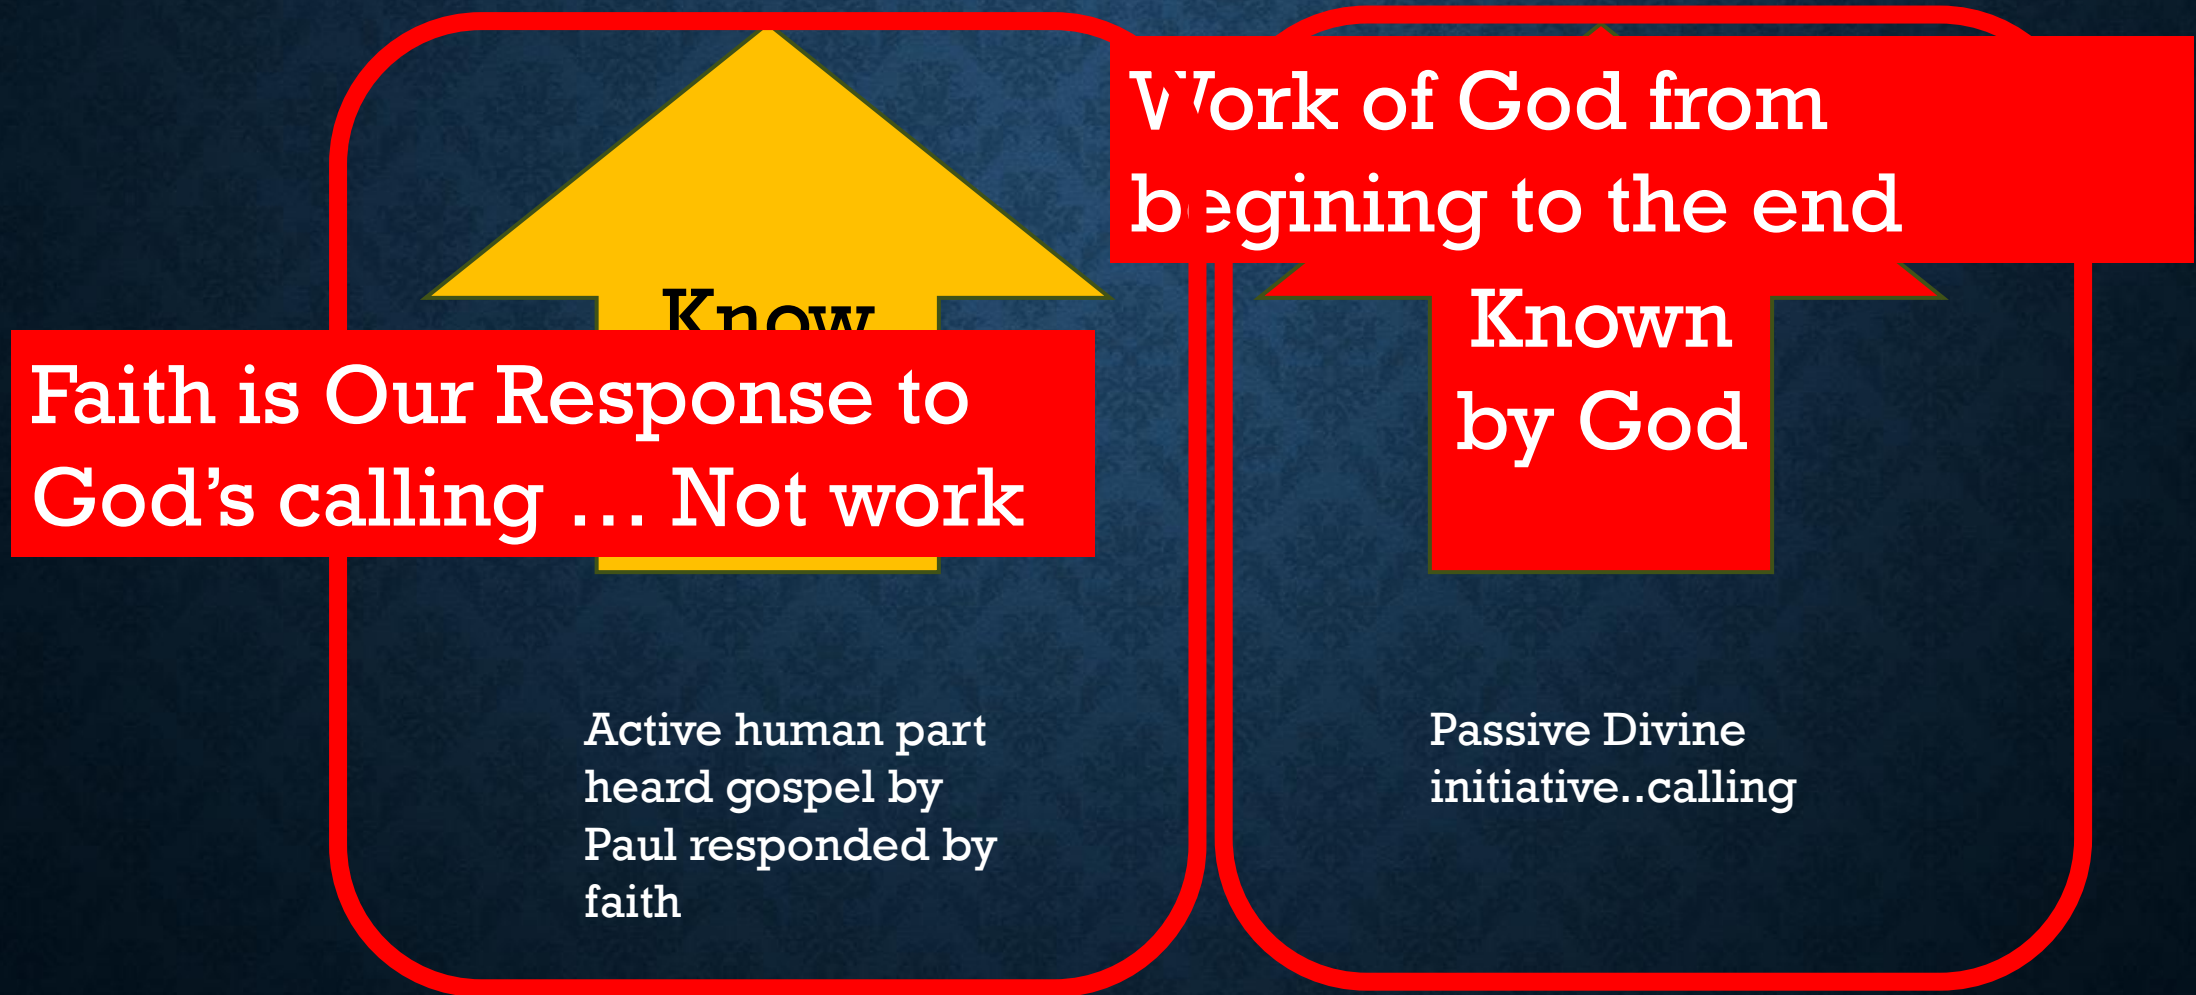 Know
Faith is Our Response to
God’s calling ... Not work
Active human part
heard gospel by
Paul responded by
faith
Work of God from
begining to the end
Known
by God
Passive Divine
initiative..calling